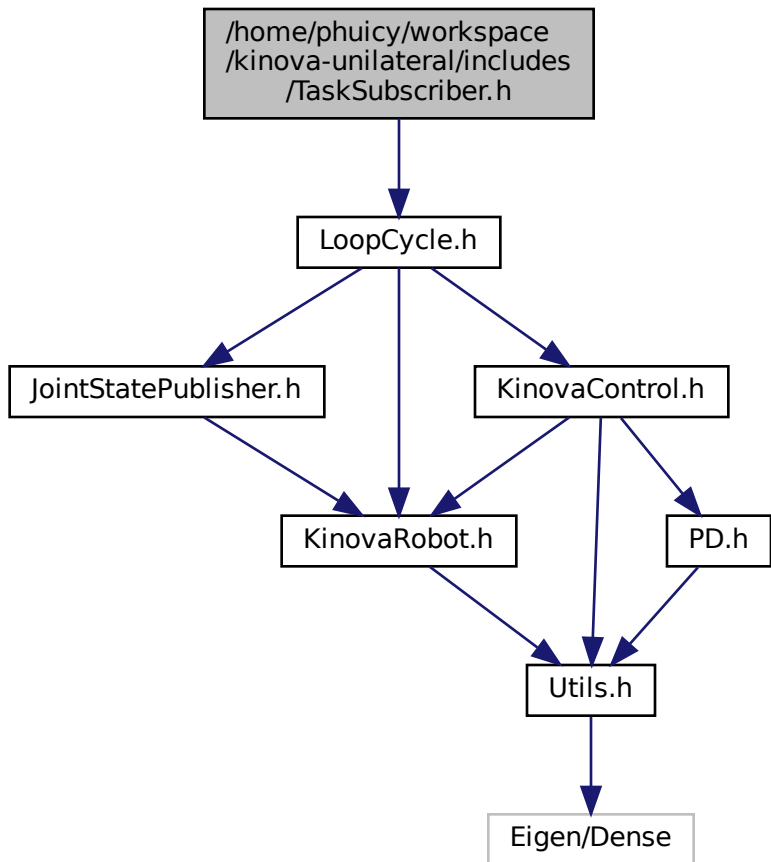 /home/phuicy/workspace
/kinova-unilateral/includes
/TaskSubscriber.h
LoopCycle.h
JointStatePublisher.h
KinovaControl.h
KinovaRobot.h
PD.h
Utils.h
Eigen/Dense